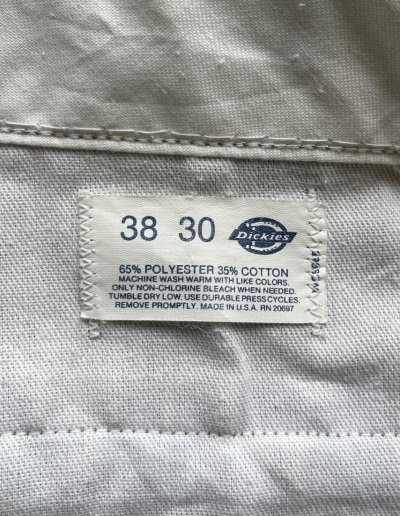 38 30 Dickies
65% POLYESTER 35% COTTON
MACHINE WASH WARM WITH LIKE COLORS.
ONLY NON-CHLORINE BLEACH WHEN NEEDED.
TUMBLE DRY LOW. USE DURABLE PRESS CYCLES.
REMOVE PROMPTLY. MADE IN U.S.A. RN 20697